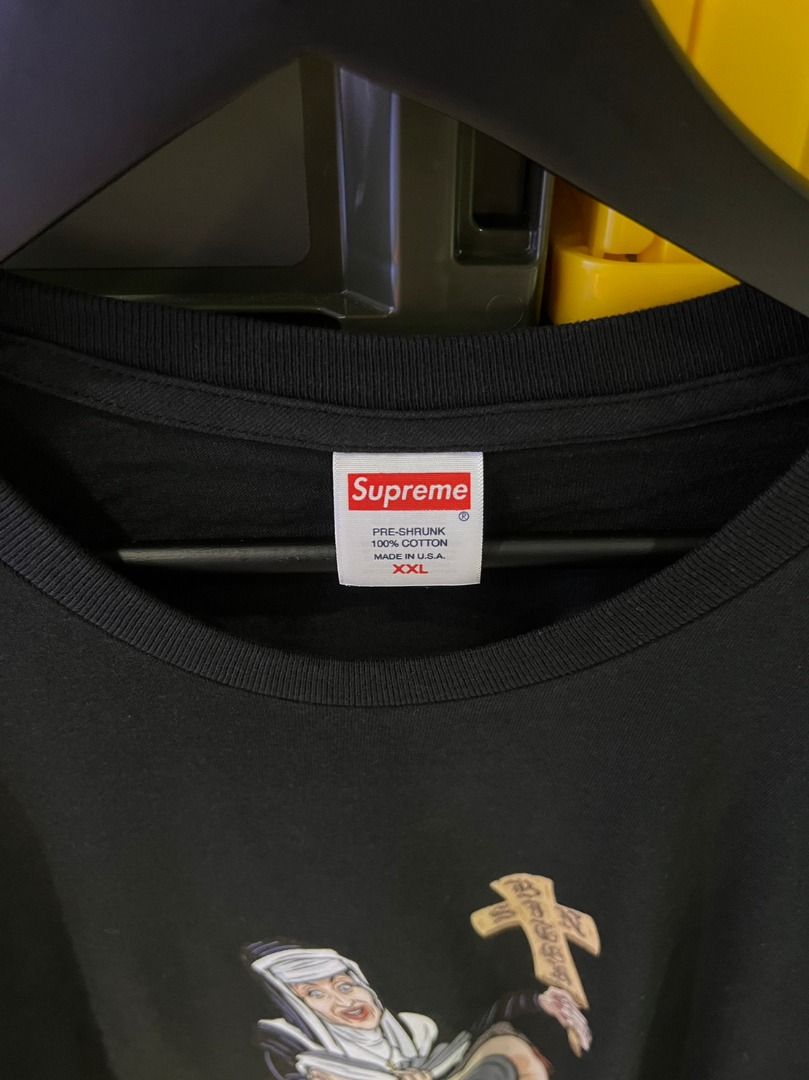 Supreme
®
PRE-SHRUNK
100% COTTON
MADE IN U.S.A.
XXL